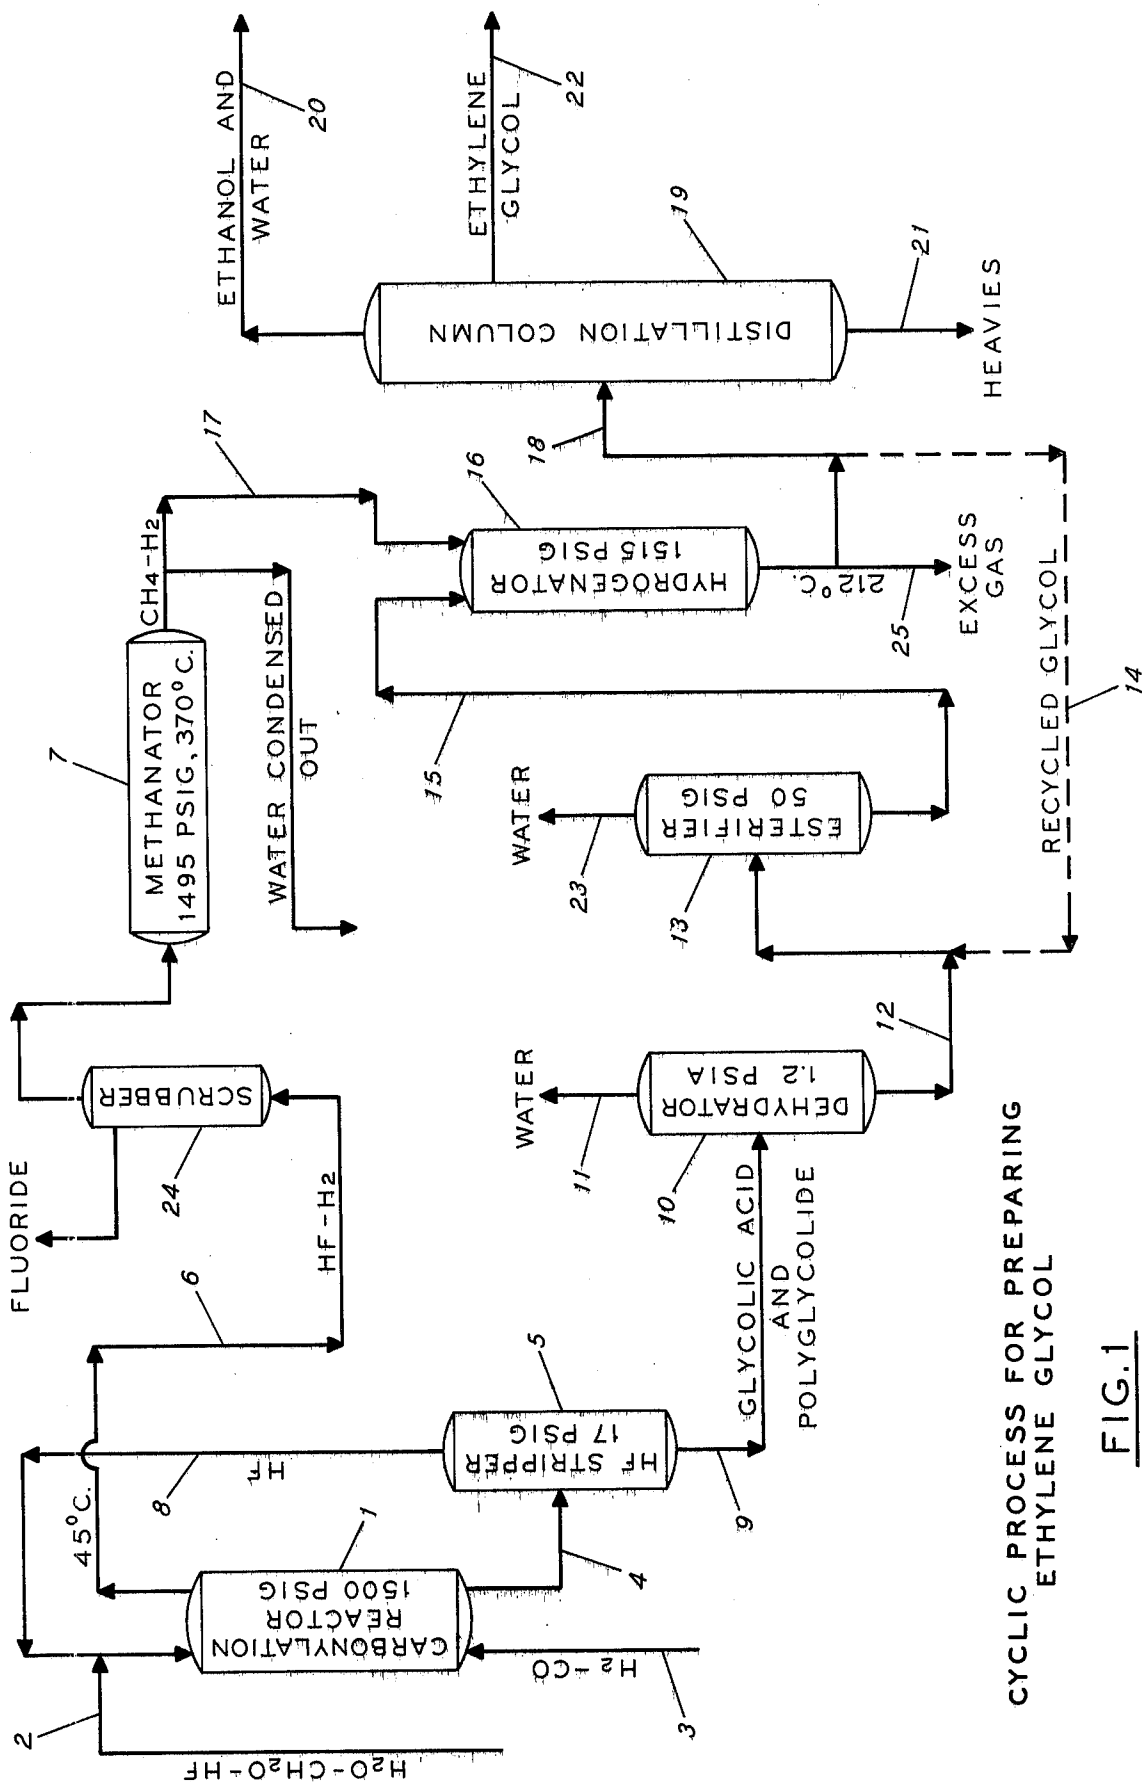 FLUORIDE
SCRUBBER
24
HF-H2
6
45°C.
8
HF
2
H2O-CH2O-HF
CARBONYLATION
REACTOR
1500 PSIG
1
H2-CO
3
4
HF STRIPPER
17 PSIG
5
9
GLYCOLIC ACID
AND
POLYGLYCOLIDE
DEHYDRATOR
1.2 PSIA
10
11
WATER
12
ESTERIFIER
50 PSIG
13
23
WATER
RECYCLED GLYCOL
14
15
METHANATOR
1495 PSIG, 370°C.
7
CH4-H2
WATER CONDENSED
OUT
17
HYDROGENATOR
1515 PSIG
16
212°C.
25
EXCESS
GAS
18
DISTILLATION COLUMN
19
ETHANOL AND
WATER
20
ETHYLENE
GLYCOL
22
21
HEAVIES
CYCLIC PROCESS FOR PREPARING
ETHYLENE GLYCOL
FIG.1